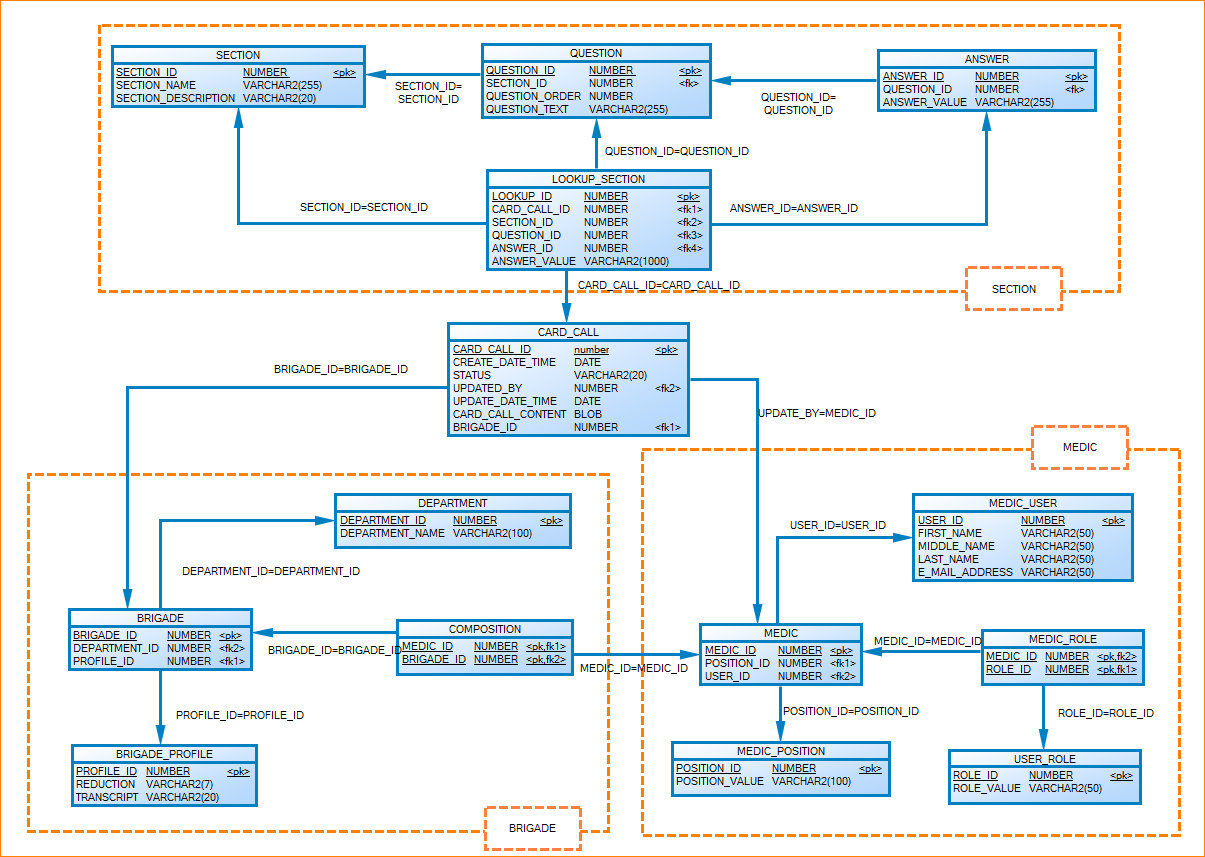 SECTION
SECTION_ID NUMBER <pk>
SECTION_NAME VARCHAR2(255)
SECTION_DESCRIPTION VARCHAR2(20)
SECTION_ID=
SECTION_ID
QUESTION
QUESTION_ID NUMBER <pk>
SECTION_ID NUMBER <fk>
QUESTION_ORDER NUMBER
QUESTION_TEXT VARCHAR2(255)
QUESTION_ID=
QUESTION_ID
ANSWER
ANSWER_ID NUMBER <pk>
QUESTION_ID NUMBER <fk>
ANSWER_VALUE VARCHAR2(255)
QUESTION_ID=QUESTION_ID
SECTION_ID=SECTION_ID
LOOKUP_SECTION
LOOKUP_ID NUMBER <pk>
CARD_CALL_ID NUMBER <fk1>
SECTION_ID NUMBER <fk2>
QUESTION_ID NUMBER <fk3>
ANSWER_ID NUMBER <fk4>
ANSWER_VALUE VARCHAR2(1000)
ANSWER_ID=ANSWER_ID
CARD_CALL_ID=CARD_CALL_ID
SECTION
CARD_CALL
CARD_CALL_ID number <pk>
CREATE_DATE_TIME DATE
STATUS VARCHAR2(20)
UPDATED_BY NUMBER <fk2>
UPDATE_DATE_TIME DATE
CARD_CALL_CONTENT BLOB
BRIGADE_ID NUMBER <fk1>
BRIGADE_ID=BRIGADE_ID
UPDATE_BY=MEDIC_ID
MEDIC
DEPARTMENT
DEPARTMENT_ID NUMBER <pk>
DEPARTMENT_NAME VARCHAR2(100)
DEPARTMENT_ID=DEPARTMENT_ID
BRIGADE
BRIGADE_ID NUMBER <pk>
DEPARTMENT_ID NUMBER <fk2>
PROFILE_ID NUMBER <fk1>
BRIGADE_ID=BRIGADE_ID
COMPOSITION
MEDIC_ID NUMBER <pk,fk1>
BRIGADE_ID NUMBER <pk,fk2>
MEDIC_ID=MEDIC_ID
PROFILE_ID=PROFILE_ID
BRIGADE_PROFILE
PROFILE_ID NUMBER <pk>
REDUCTION VARCHAR2(7)
TRANSCRIPT VARCHAR2(20)
BRIGADE
MEDIC_USER
USER_ID NUMBER <pk>
FIRST_NAME VARCHAR2(50)
MIDDLE_NAME VARCHAR2(50)
LAST_NAME VARCHAR2(50)
E_MAIL_ADDRESS VARCHAR2(50)
USER_ID=USER_ID
MEDIC
MEDIC_ID NUMBER <pk>
POSITION_ID NUMBER <fk1>
USER_ID NUMBER <fk2>
MEDIC_ID=MEDIC_ID
MEDIC_ROLE
MEDIC_ID NUMBER <pk,fk2>
ROLE_ID NUMBER <pk,fk1>
POSITION_ID=POSITION_ID
ROLE_ID=ROLE_ID
MEDIC_POSITION
POSITION_ID NUMBER <pk>
POSITION_VALUE VARCHAR2(100)
USER_ROLE
ROLE_ID NUMBER <pk>
ROLE_VALUE VARCHAR2(50)